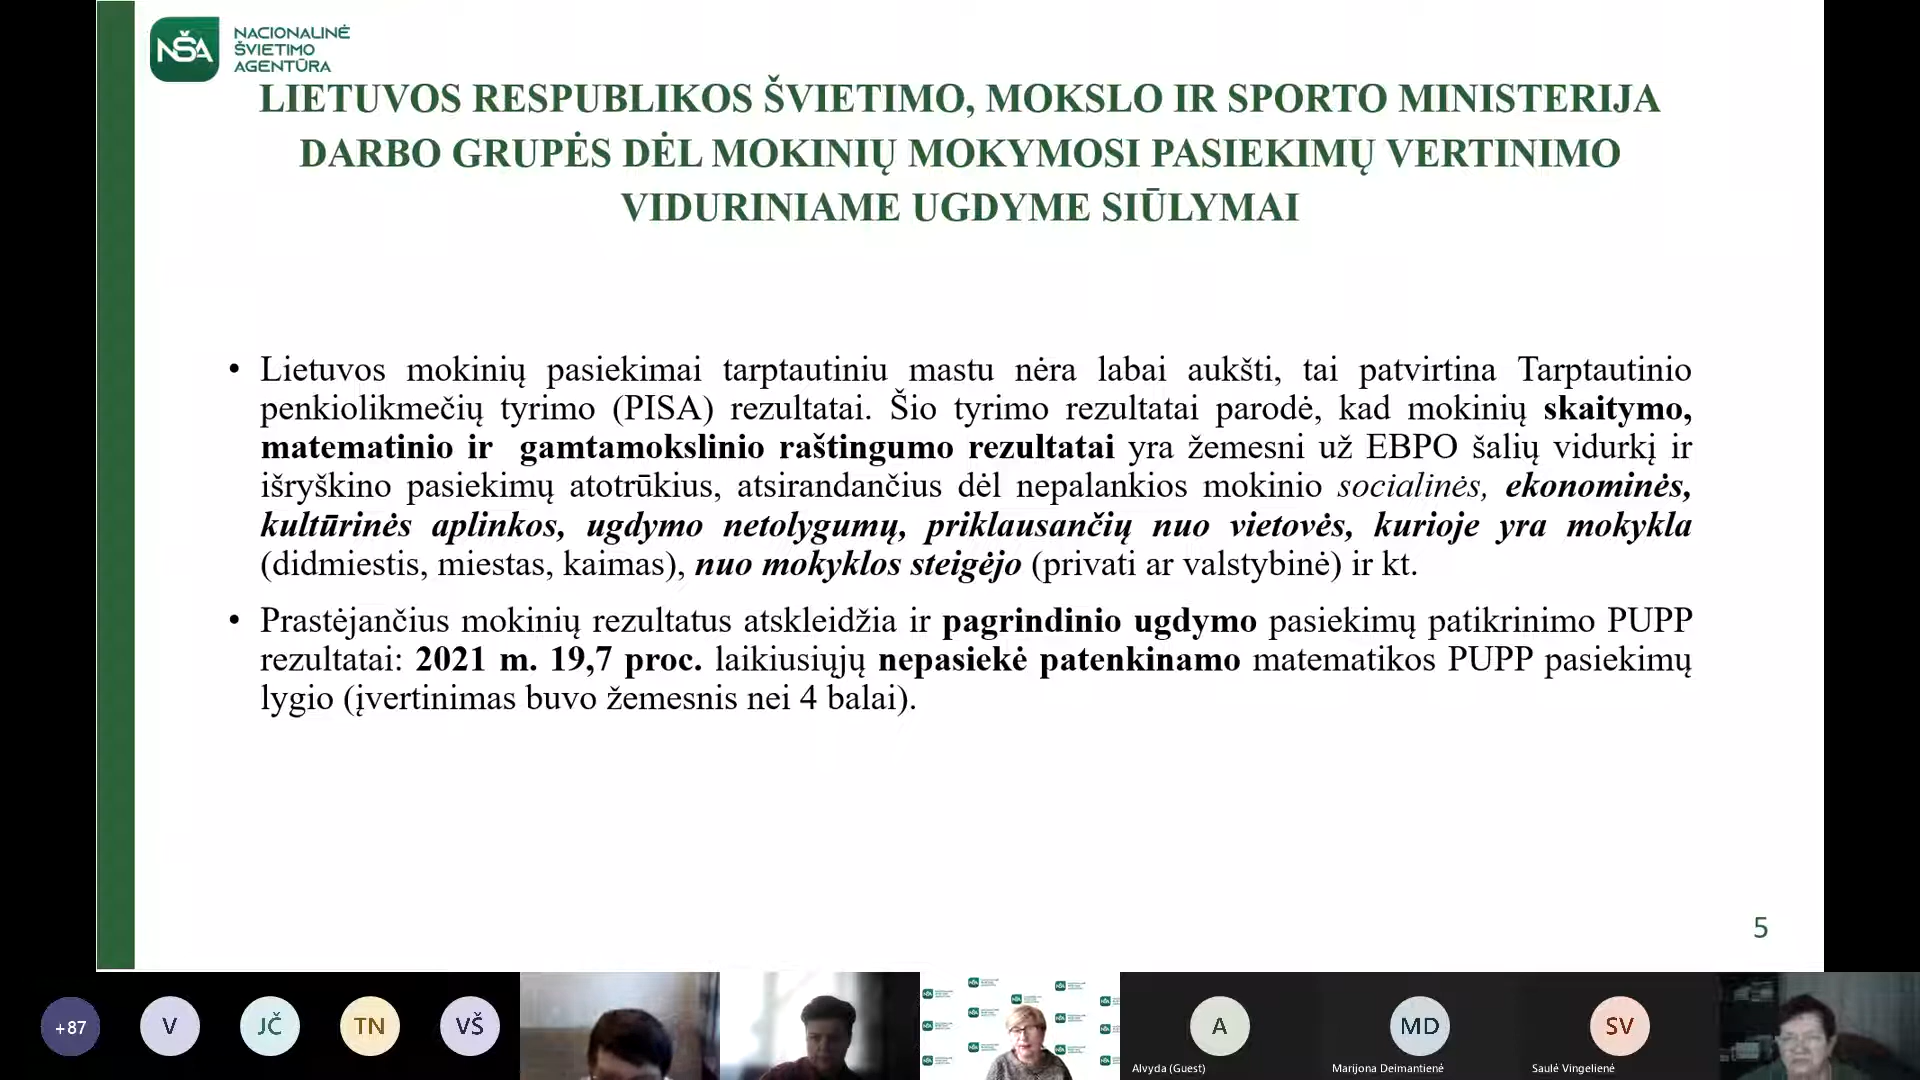 NŠA
NACIONALINĖ
ŠVIETIMO
AGENTŪRA
LIETUVOS RESPUBLIKOS ŠVIETIMO, MOKSLO IR SPORTO MINISTERIJA
DARBO GRUPĖS DĖL MOKINIŲ MOKYMOSI PASIEKIMŲ VERTINIMO
VIDURINIAME UGDYME SIŪLYMAI
• Lietuvos mokinių pasiekimai tarptautiniu mastu nėra labai aukšti, tai patvirtina Tarptautinio
penkiolikmečių tyrimo (PISA) rezultatai. Šio tyrimo rezultatai parodė, kad mokinių skaitymo,
matematinio ir gamtamokslinio raštingumo rezultatai yra žemesni už EBPO šalių vidurkį ir
išryškino pasiekimų atotrūkius, atsirandančius dėl nepalankios mokinio socialinės, ekonominės,
kultūrinės aplinkos, ugdymo netolygumų, priklausančių nuo vietovės, kurioje yra mokykla
(didmiestis, miestas, kaimas), nuo mokyklos steigėjo (privati ar valstybinė) ir kt.
• Prastėjančius mokinių rezultatus atskleidžia ir pagrindinio ugdymo pasiekimų patikrinimo PUPP
rezultatai: 2021 m. 19,7 proc. laikiusiųjų nepasiekė patenkinamo matematikos PUPP pasiekimų
lygio (įvertinimas buvo žemesnis nei 4 balai).
5
+87
V
JČ
TN
VŠ
A
MD
SV
Alvyda (Guest)
Marijona Deimantienė
Saulė Vingelienė